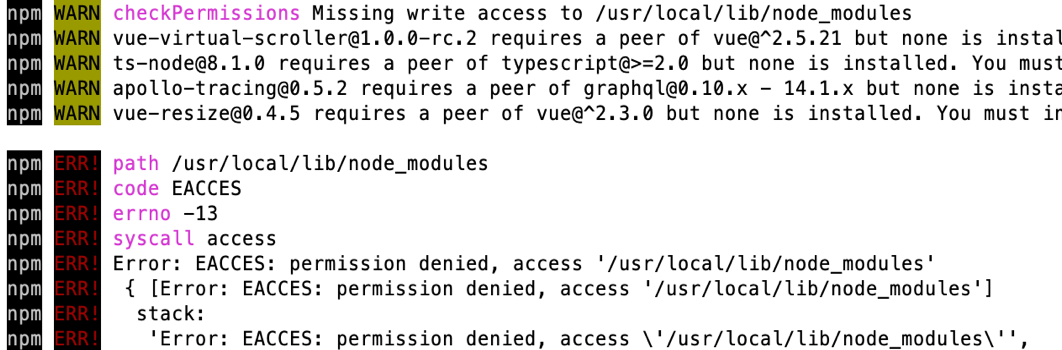 npm WARN checkPermissions Missing write access to /usr/local/lib/node_modules
npm WARN vue-virtual-scroller@1.0.0-rc.2 requires a peer of vue@^2.5.21 but none is instal
npm WARN ts-node@8.1.0 requires a peer of typescript@>=2.0 but none is installed. You must
npm WARN apollo-tracing@0.5.2 requires a peer of graphql@0.10.x - 14.1.x but none is insta
npm WARN vue-resize@0.4.5 requires a peer of vue@^2.3.0 but none is installed. You must in
npm ERR! path /usr/local/lib/node_modules
npm ERR! code EACCES
npm ERR! errno -13
npm ERR! syscall access
npm ERR! Error: EACCES: permission denied, access '/usr/local/lib/node_modules'
npm ERR!  { [Error: EACCES: permission denied, access '/usr/local/lib/node_modules']
npm ERR!   stack:
npm ERR!    'Error: EACCES: permission denied, access \'/usr/local/lib/node_modules\'',